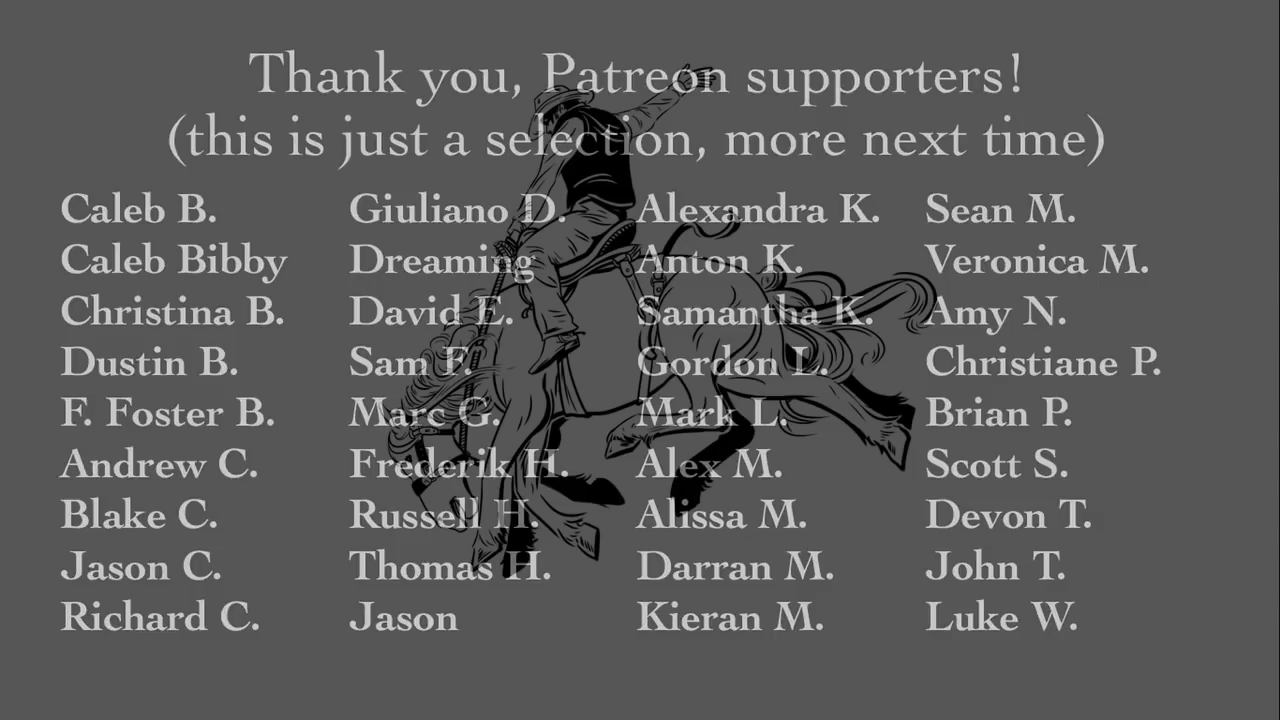 Thank you, Patreon supporters!
(this is just a selection, more next time)
Caleb B.
Caleb Bibby
Christina B.
Dustin B.
F. Foster B.
Andrew C.
Blake C.
Jason C.
Richard C.
Giuliano D.
Dreaming
David E.
Sam F.
Marc G.
Frederik H.
Russell H.
Thomas H.
Jason
Alexandra K.
Anton K.
Samantha K.
Gordon L.
Mark L.
Alex M.
Alissa M.
Darran M.
Kieran M.
Sean M.
Veronica M.
Amy N.
Christiane P.
Brian P.
Scott S.
Devon T.
John T.
Luke W.